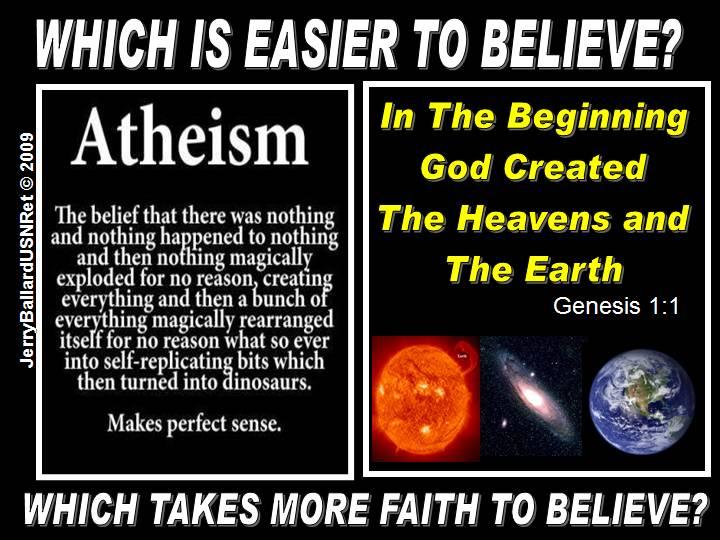 WHICH IS EASIER TO BELIEVE?
JerryBallardUSNRet © 2009
Atheism
The belief that there was nothing
and nothing happened to nothing
and then nothing magically
exploded for no reason, creating
everything and then a bunch of
everything magically rearranged
itself for no reason what so ever
into self-replicating bits which
then turned into dinosaurs.
Makes perfect sense.
In The Beginning
God Created
The Heavens and
The Earth
Genesis 1:1
Earth
WHICH TAKES MORE FAITH TO BELIEVE?